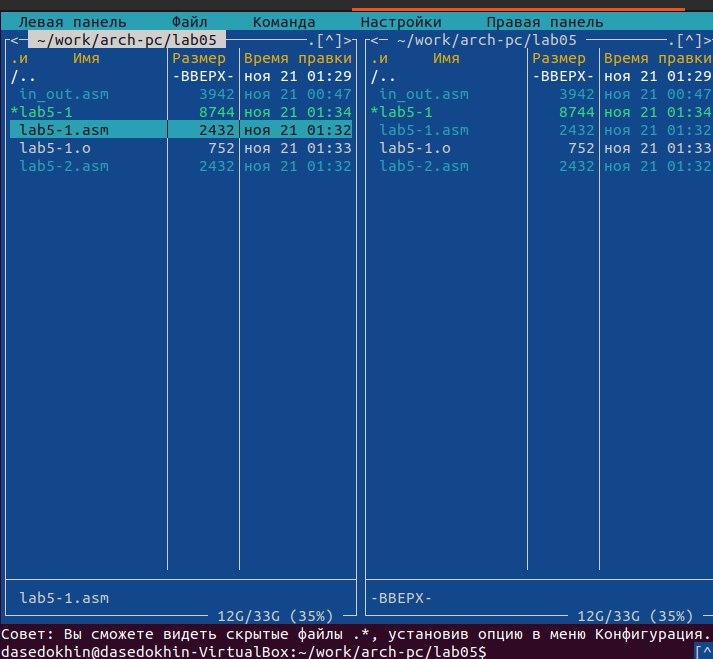 Левая панель Файл Команда Настройки Правая панель
<─ ~/work/arch-pc/lab05 ─.[^]> <─ ~/work/arch-pc/lab05 ─.[^]>
.и Имя Размер Время правки .и Имя Размер Время правки
/.. -ВВЕРХ- ноя 21 01:29 /.. -ВВЕРХ- ноя 21 01:29
in_out.asm 3942 ноя 21 00:47 in_out.asm 3942 ноя 21 00:47
*lab5-1 8744 ноя 21 01:34 *lab5-1 8744 ноя 21 01:34
lab5-1.asm 2432 ноя 21 01:32 lab5-1.asm 2432 ноя 21 01:32
lab5-1.o 752 ноя 21 01:33 lab5-1.o 752 ноя 21 01:33
lab5-2.asm 2432 ноя 21 01:32 lab5-2.asm 2432 ноя 21 01:32
lab5-1.asm -ВВЕРХ-
12G/33G (35%) 12G/33G (35%)
Совет: Вы сможете видеть скрытые файлы .*, установив опцию в меню Конфигурация.
dasedokhin@dasedokhin-VirtualBox:~/work/arch-pc/lab05$ [^